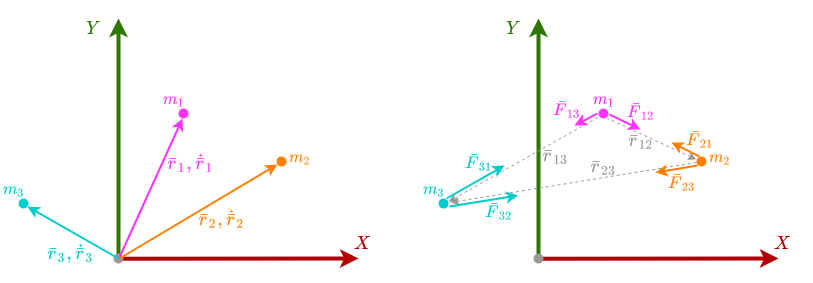 Y
m₁
r̄₁, ṙ̄₁
m₂
m₃
r̄₂, ṙ̄₂
r̄₃, ṙ̄₃
X
Y
m₁
F̄₁₃
F̄₁₂
r̄₁₂
F̄₂₁
r̄₁₃
m₂
F̄₃₁
r̄₂₃
F̄₂₃
m₃
F̄₃₂
X